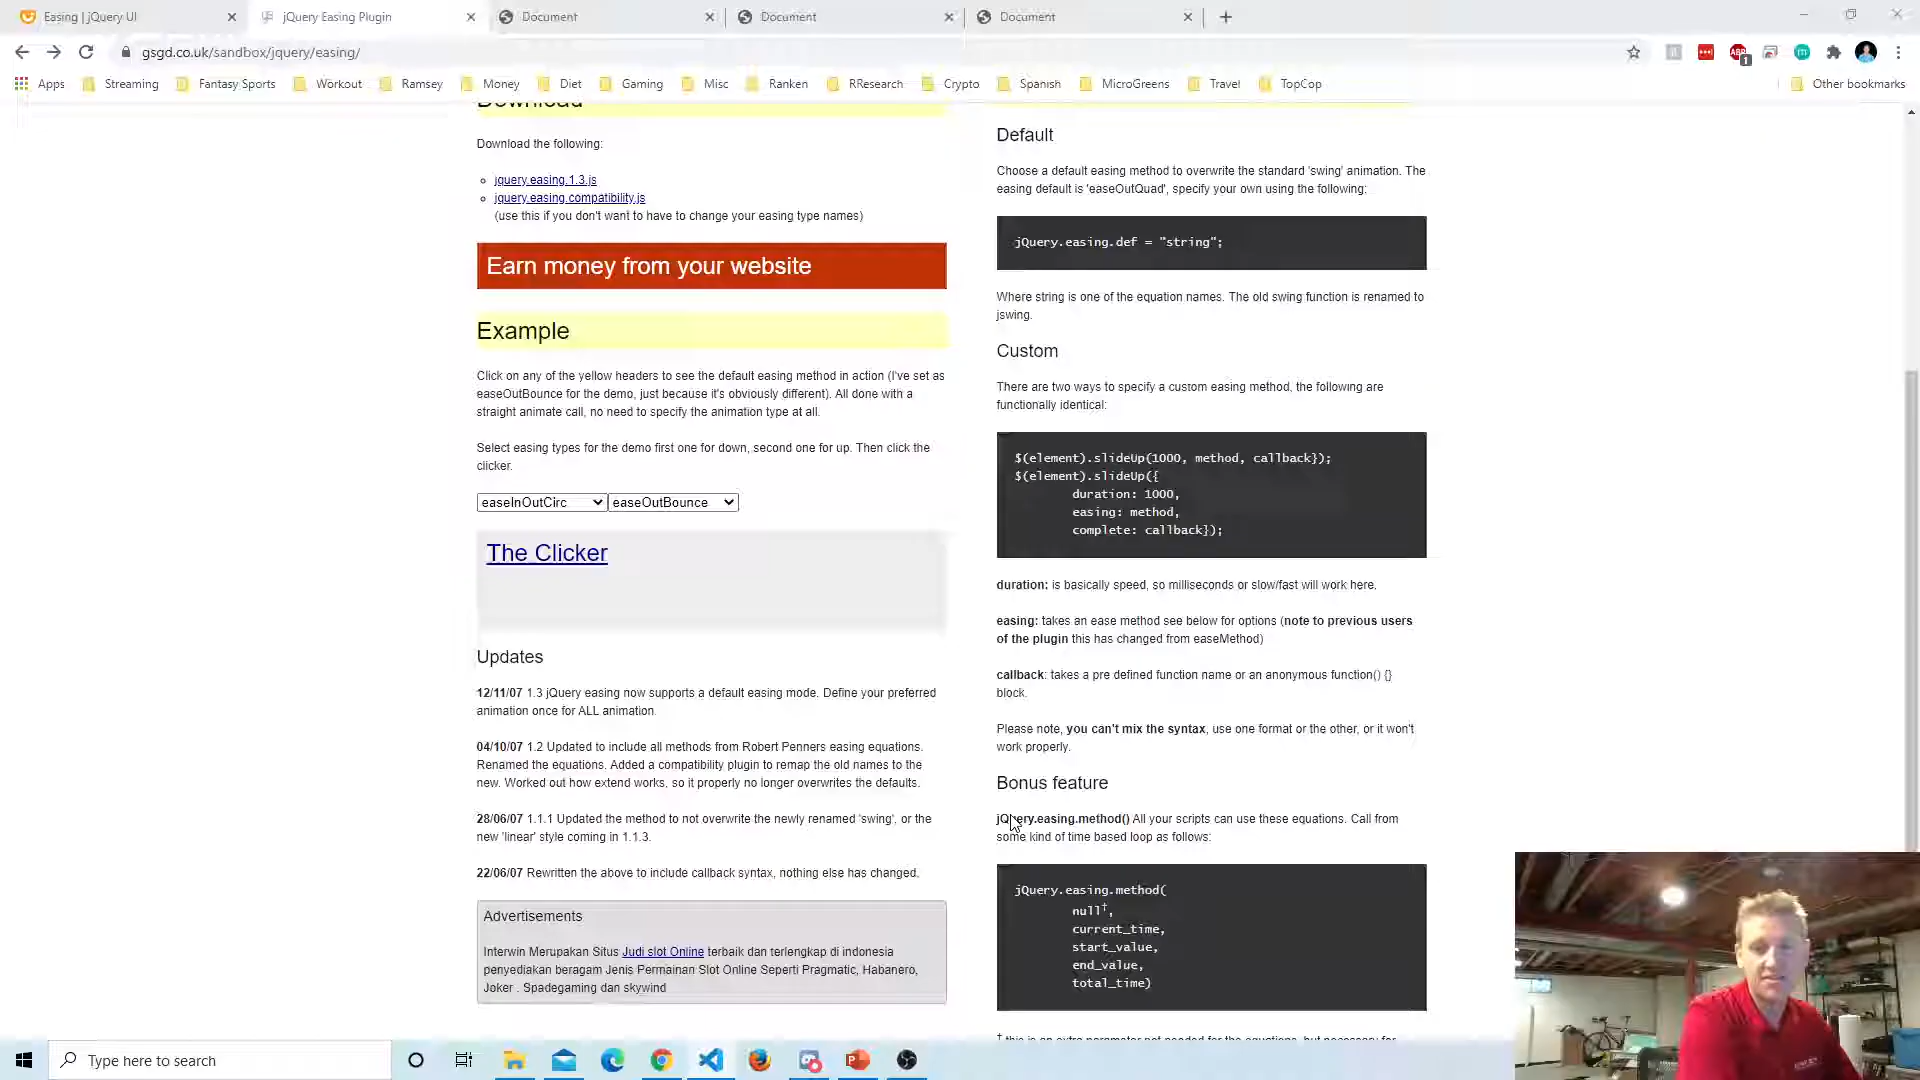 Easing | jQuery UI
jQuery Easing Plugin
Document
Document
Document
gsgd.co.uk/sandbox/jquery/easing/
Apps
Streaming
Fantasy Sports
Workout
Ramsey
Money
Diet
Gaming
Misc
Ranken
RResearch
Crypto
Spanish
MicroGreens
Travel
TopCop
Other bookmarks
Download
Download the following:
jquery.easing.1.3.js
jquery.easing.compatibility.js
(use this if you don't want to have to change your easing type names)
Earn money from your website
Example
Click on any of the yellow headers to see the default easing method in action (I've set as
easeOutBounce for the demo, just because it's obviously different). All done with a
straight animate call, no need to specify the animation type at all.
Select easing types for the demo first one for down, second one for up. Then click the
clicker.
easeInOutCirc
easeOutBounce
The Clicker
Updates
12/11/07 1.3 jQuery easing now supports a default easing mode. Define your preferred
animation once for ALL animation.
04/10/07 1.2 Updated to include all methods from Robert Penners easing equations.
Renamed the equations. Added a compatibility plugin to remap the old names to the
new. Worked out how extend works, so it properly no longer overwrites the defaults.
28/06/07 1.1.1 Updated the method to not overwrite the newly renamed 'swing', or the
new 'linear' style coming in 1.1.3.
22/06/07 Rewritten the above to include callback syntax, nothing else has changed.
Advertisements
Interwin Merupakan Situs Judi slot Online terbaik dan terlengkap di indonesia
penyediakan beragam Jenis Permainan Slot Online Seperti Pragmatic, Habanero,
Joker . Spadegaming dan skywind
Default
Choose a default easing method to overwrite the standard 'swing' animation. The
easing default is 'easeOutQuad', specify your own using the following:
jQuery.easing.def = "string";
Where string is one of the equation names. The old swing function is renamed to
jswing.
Custom
There are two ways to specify a custom easing method, the following are
functionally identical:
$(element).slideUp(1000, method, callback});
$(element).slideUp({
duration: 1000,
easing: method,
complete: callback});
duration: is basically speed, so milliseconds or slow/fast will work here.
easing: takes an ease method see below for options (note to previous users
of the plugin this has changed from easeMethod)
callback: takes a pre defined function name or an anonymous function() {}
block.
Please note, you can't mix the syntax, use one format or the other, or it won't
work properly.
Bonus feature
jQuery.easing.method() All your scripts can use these equations. Call from
some kind of time based loop as follows:
jQuery.easing.method(
null†,
current_time,
start_value,
end_value,
total_time)
† this is an extra parameter not needed for the equations, but necessary for
Type here to search